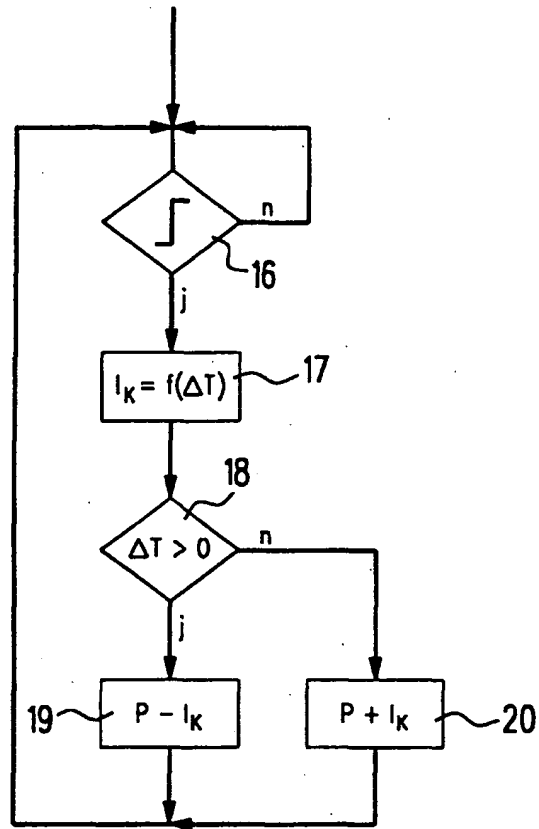 n
16
j
I_K = f(ΔT)
17
18
ΔT > 0
n
j
19
P − I_K
P + I_K
20